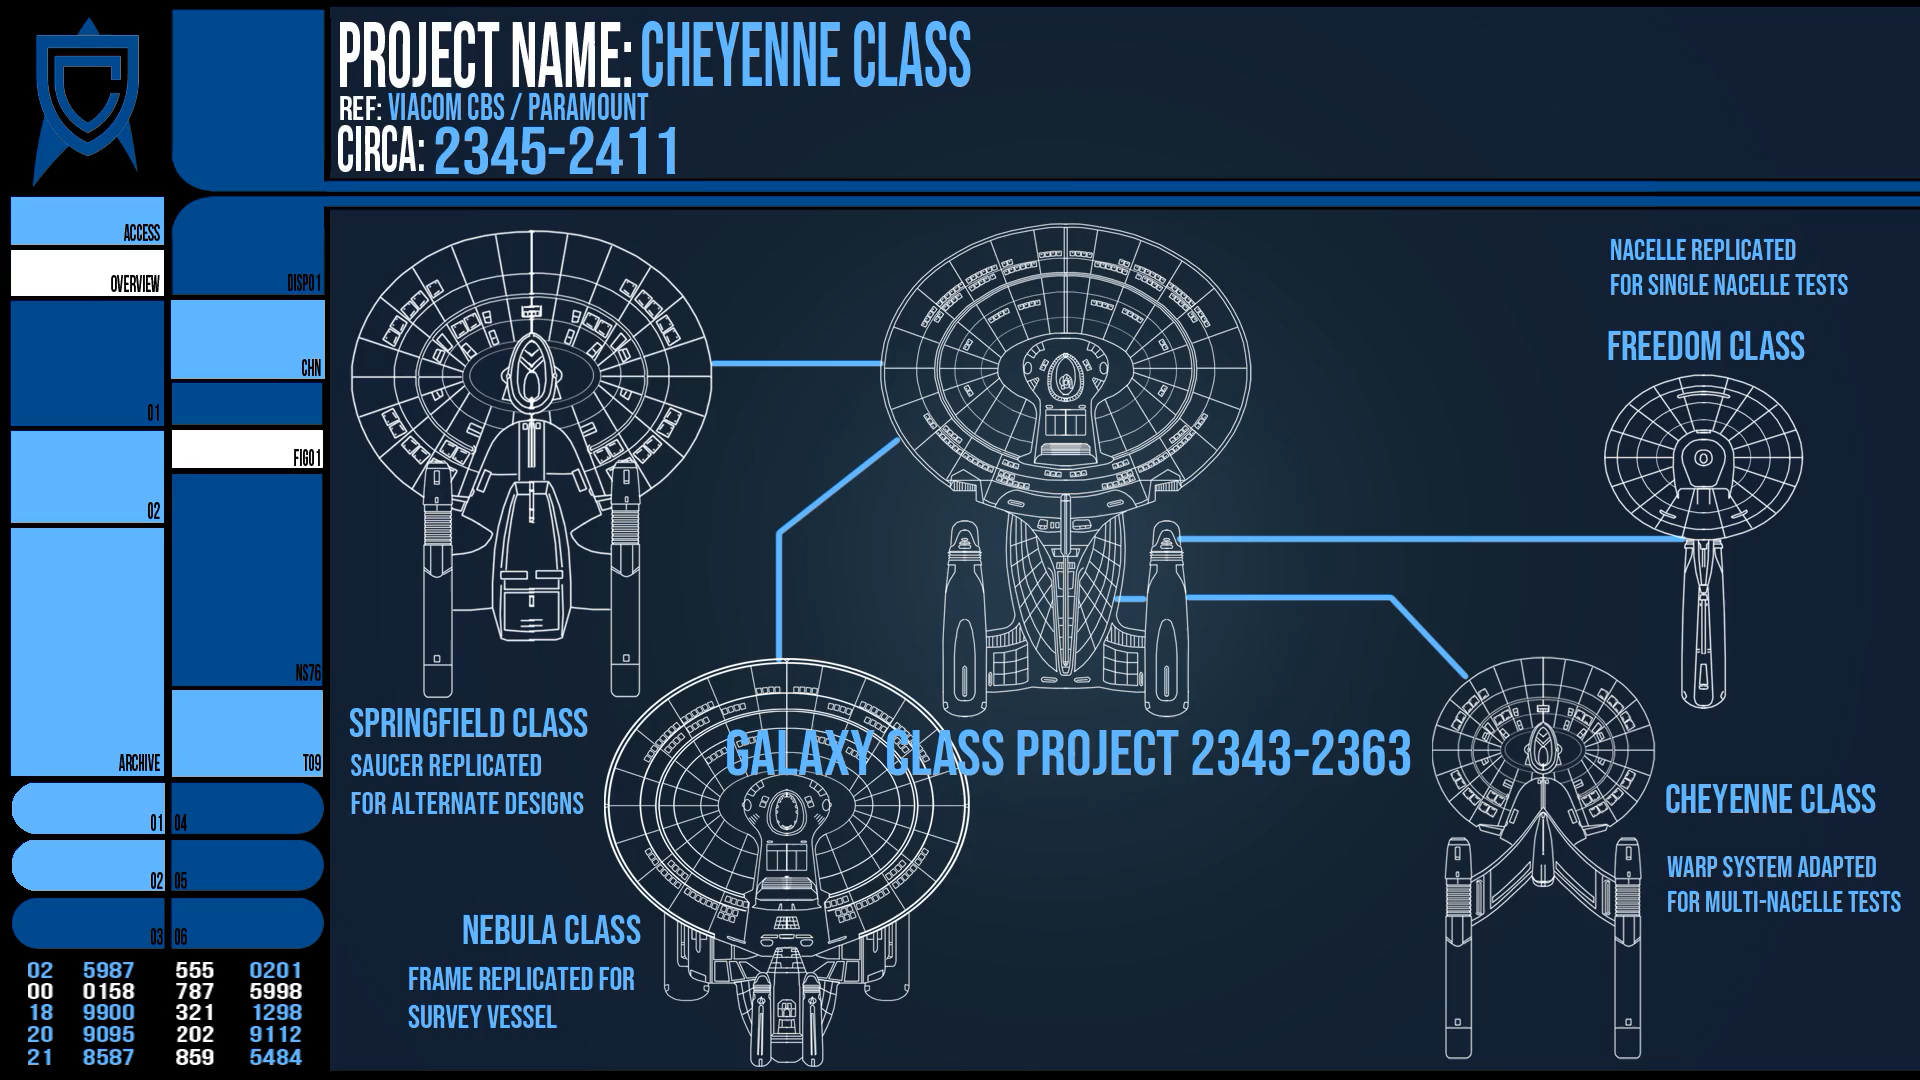 PROJECT NAME: CHEYENNE CLASS
REF: VIACOM CBS / PARAMOUNT
CIRCA: 2345-2411
ACCESS
OVERVIEW
01
02
ARCHIVE
DISP01
CHN
FIG01
NS76
T09
01 04
02 05
03 06
02 5987 555 0201
00 0158 787 5998
18 9900 321 1298
20 9095 202 9112
21 8587 859 5484
NACELLE REPLICATED
FOR SINGLE NACELLE TESTS
FREEDOM CLASS
SPRINGFIELD CLASS
SAUCER REPLICATED
FOR ALTERNATE DESIGNS
GALAXY CLASS PROJECT 2343-2363
CHEYENNE CLASS
WARP SYSTEM ADAPTED
FOR MULTI-NACELLE TESTS
NEBULA CLASS
FRAME REPLICATED FOR
SURVEY VESSEL